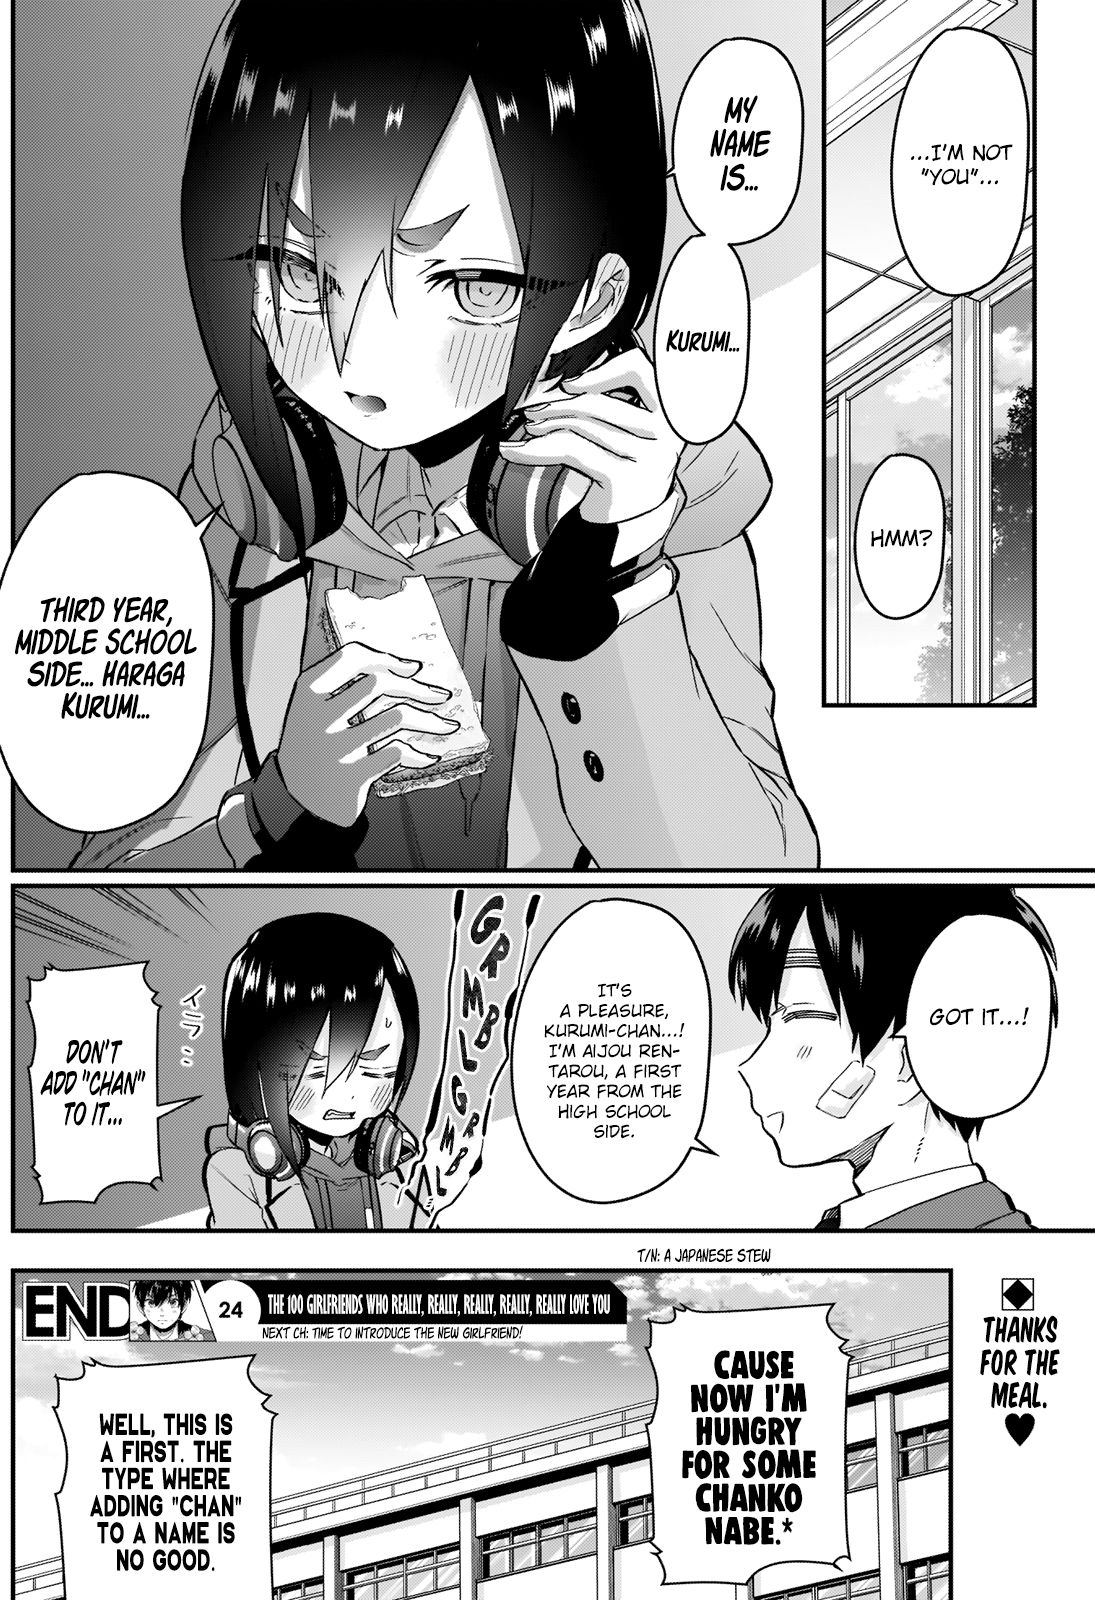 ...I'M NOT
"YOU"...
HMM?
MY
NAME
IS...
KURUMI...
THIRD YEAR,
MIDDLE SCHOOL
SIDE... HARAGA
KURUMI...
GOT IT...!
IT'S
A PLEASURE,
KURUMI-CHAN...!
I'M AIJOU REN-
TAROU, A FIRST
YEAR FROM THE
HIGH SCHOOL
SIDE.
GRMBLGRMBL
イラ...
DON'T
ADD "CHAN"
TO IT...
T/N: A JAPANESE STEW
CAUSE
NOW I'M
HUNGRY
FOR SOME
CHANKO
NABE.*
WELL, THIS IS
A FIRST. THE
TYPE WHERE
ADDING "CHAN"
TO A NAME IS
NO GOOD.
END
24
THE 100 GIRLFRIENDS WHO REALLY, REALLY, REALLY, REALLY, REALLY LOVE YOU
NEXT CH: TIME TO INTRODUCE THE NEW GIRLFRIEND!
THANKS
FOR THE
MEAL.
♥